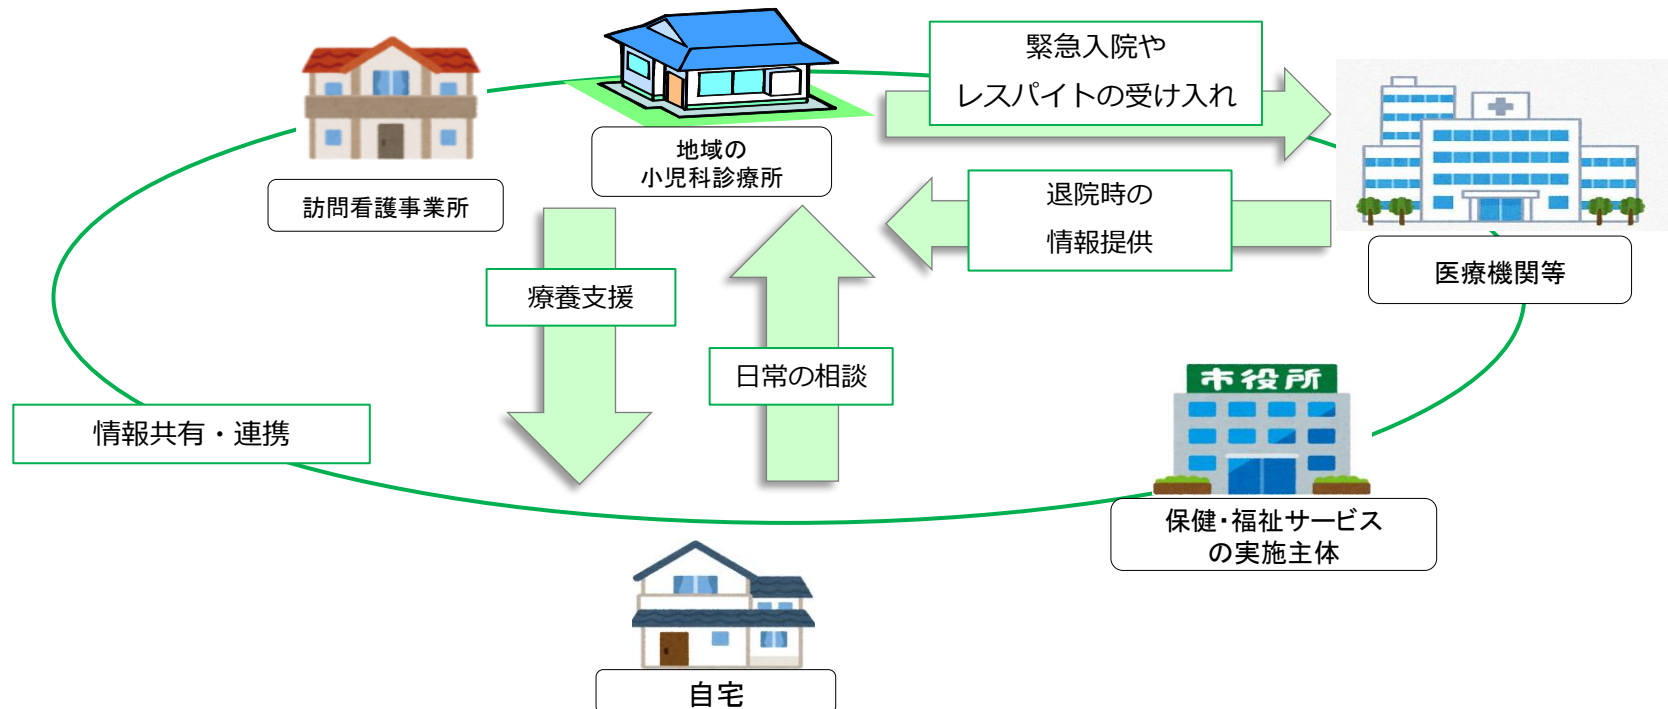 緊急入院や
レスパイトの受け入れ
地域の
小児科診療所
訪問看護事業所
退院時の
情報提供
医療機関等
療養支援
日常の相談
市役所
情報共有・連携
保健・福祉サービス
の実施主体
自宅